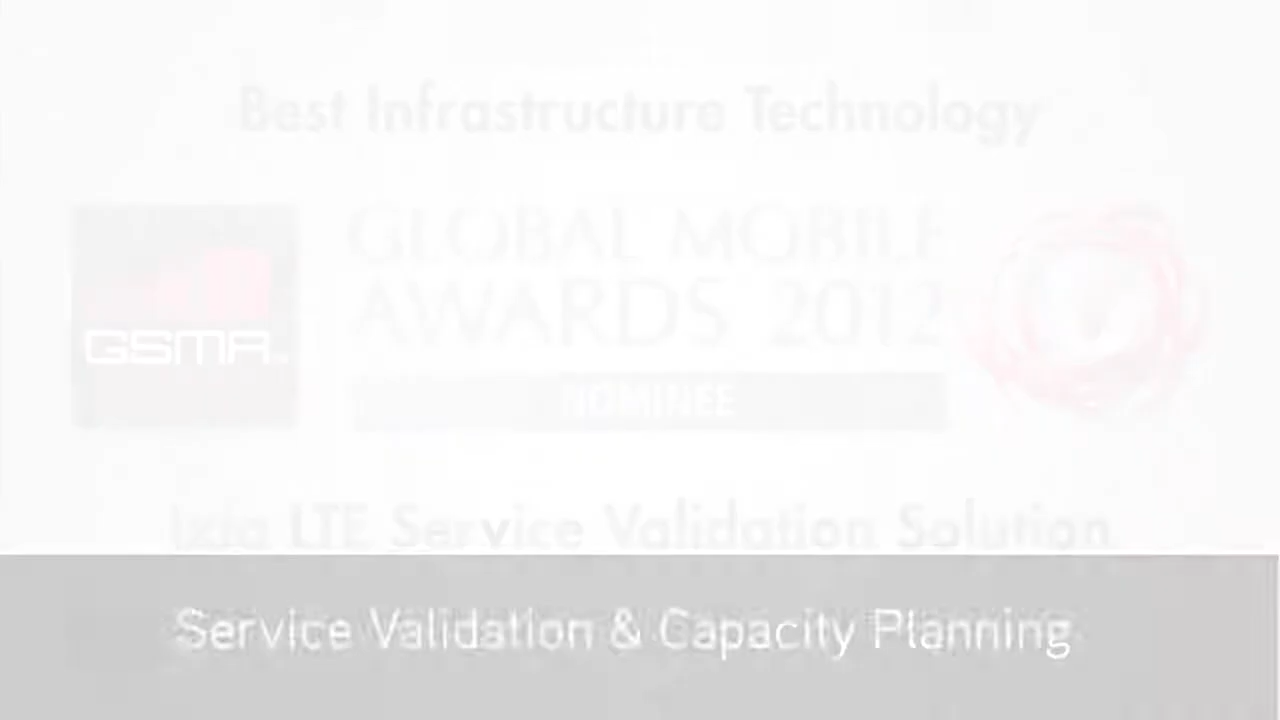 Best Infrastructure Technology
GLOBAL MOBILE
AWARDS 2012
GSMA
NOMINEE
Ixia LTE Service Validation Solution
Service Validation & Capacity Planning